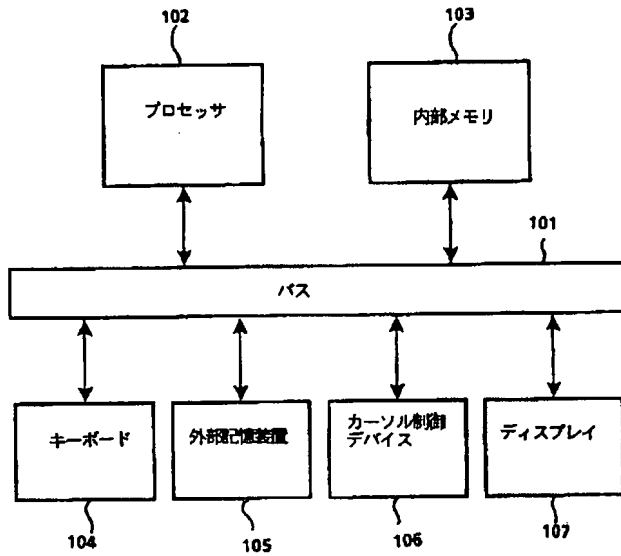 102
103
プロセッサ
内部メモリ
101
バス
キーボード
外部記憶装置
カーソル制御
デバイス
ディスプレイ
104
105
106
107